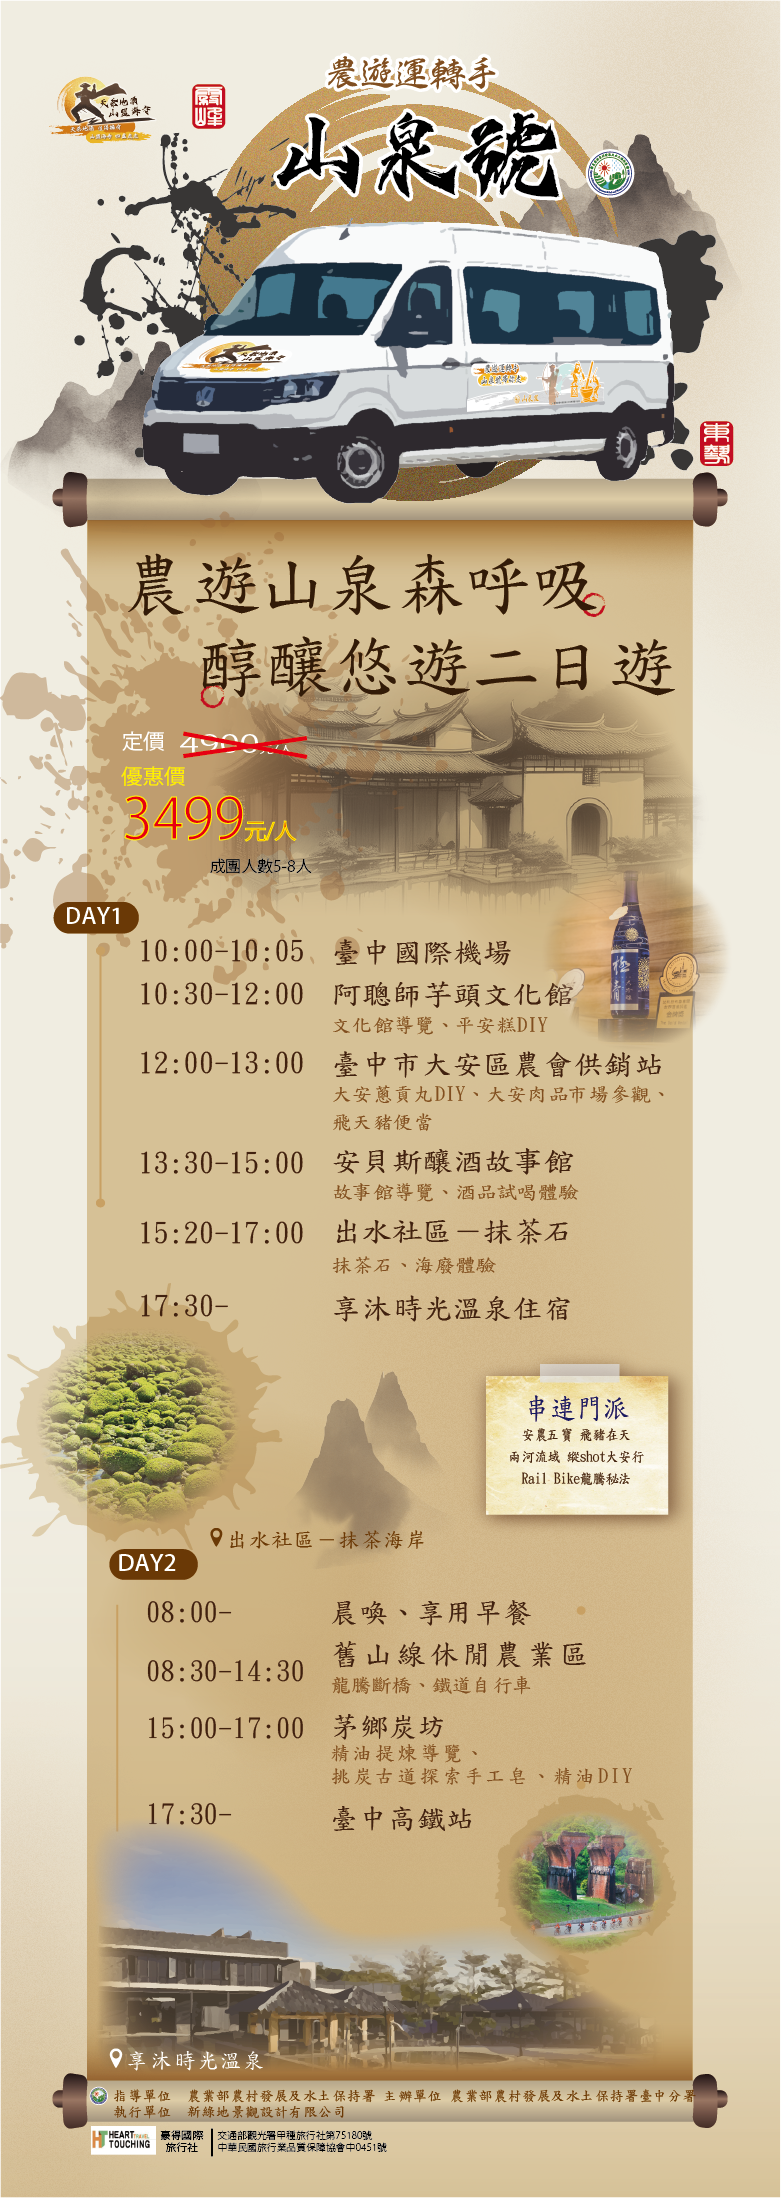 農遊運轉手
山泉號
霧峰
東勢
農遊山泉森呼吸
醇釀悠遊二日遊
定價 4900元/人
優惠價
3499元/人
成團人數5-8人
DAY1
10:00-10:05 臺中國際機場
10:30-12:00 阿聰師芋頭文化館
文化館導覽、平安糕DIY
12:00-13:00 臺中市大安區農會供銷站
大安蔥貢丸DIY、大安肉品市場參觀、
飛天豬便當
13:30-15:00 安貝斯釀酒故事館
故事館導覽、酒品試喝體驗
15:20-17:00 出水社區－抹茶石
抹茶石、海廢體驗
17:30- 享沐時光溫泉住宿
串連門派
安農五寶 飛豬在天
兩河流域 縱shot大安行
Rail Bike龍騰秘法
出水社區－抹茶海岸
DAY2
08:00- 晨喚、享用早餐
08:30-14:30 舊山線休閒農業區
龍騰斷橋、鐵道自行車
15:00-17:00 茅鄉炭坊
精油提煉導覽、
挑炭古道探索手工皂、精油DIY
17:30- 臺中高鐵站
享沐時光溫泉
指導單位 農業部農村發展及水土保持署 主辦單位 農業部農村發展及水土保持署臺中分署
執行單位 新綠地景觀設計有限公司
HT HEART TRAVEL
TOUCHING
豪得國際
旅行社
交通部觀光署甲種旅行社第75180號
中華民國旅行業品質保障協會中0451號